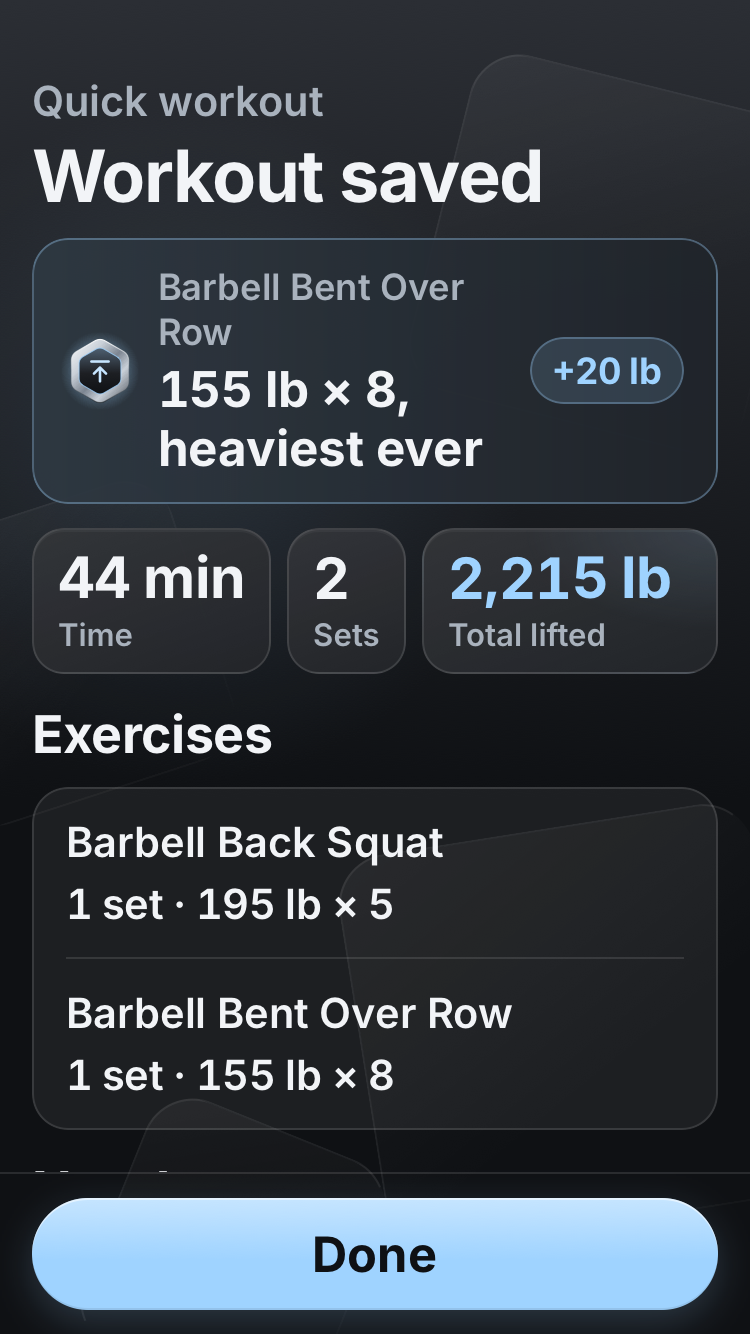 Quick workout
Workout saved
Barbell Bent Over
Row
155 lb × 8,
heaviest ever
+20 lb
44 min
Time
2
Sets
2,215 lb
Total lifted
Exercises
Barbell Back Squat
1 set · 195 lb × 5
Barbell Bent Over Row
1 set · 155 lb × 8
Done